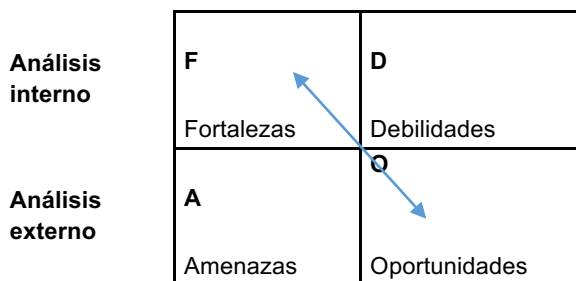 Análisis
interno
F
D
Fortalezas
Debilidades
Análisis
externo
A
O
Amenazas
Oportunidades